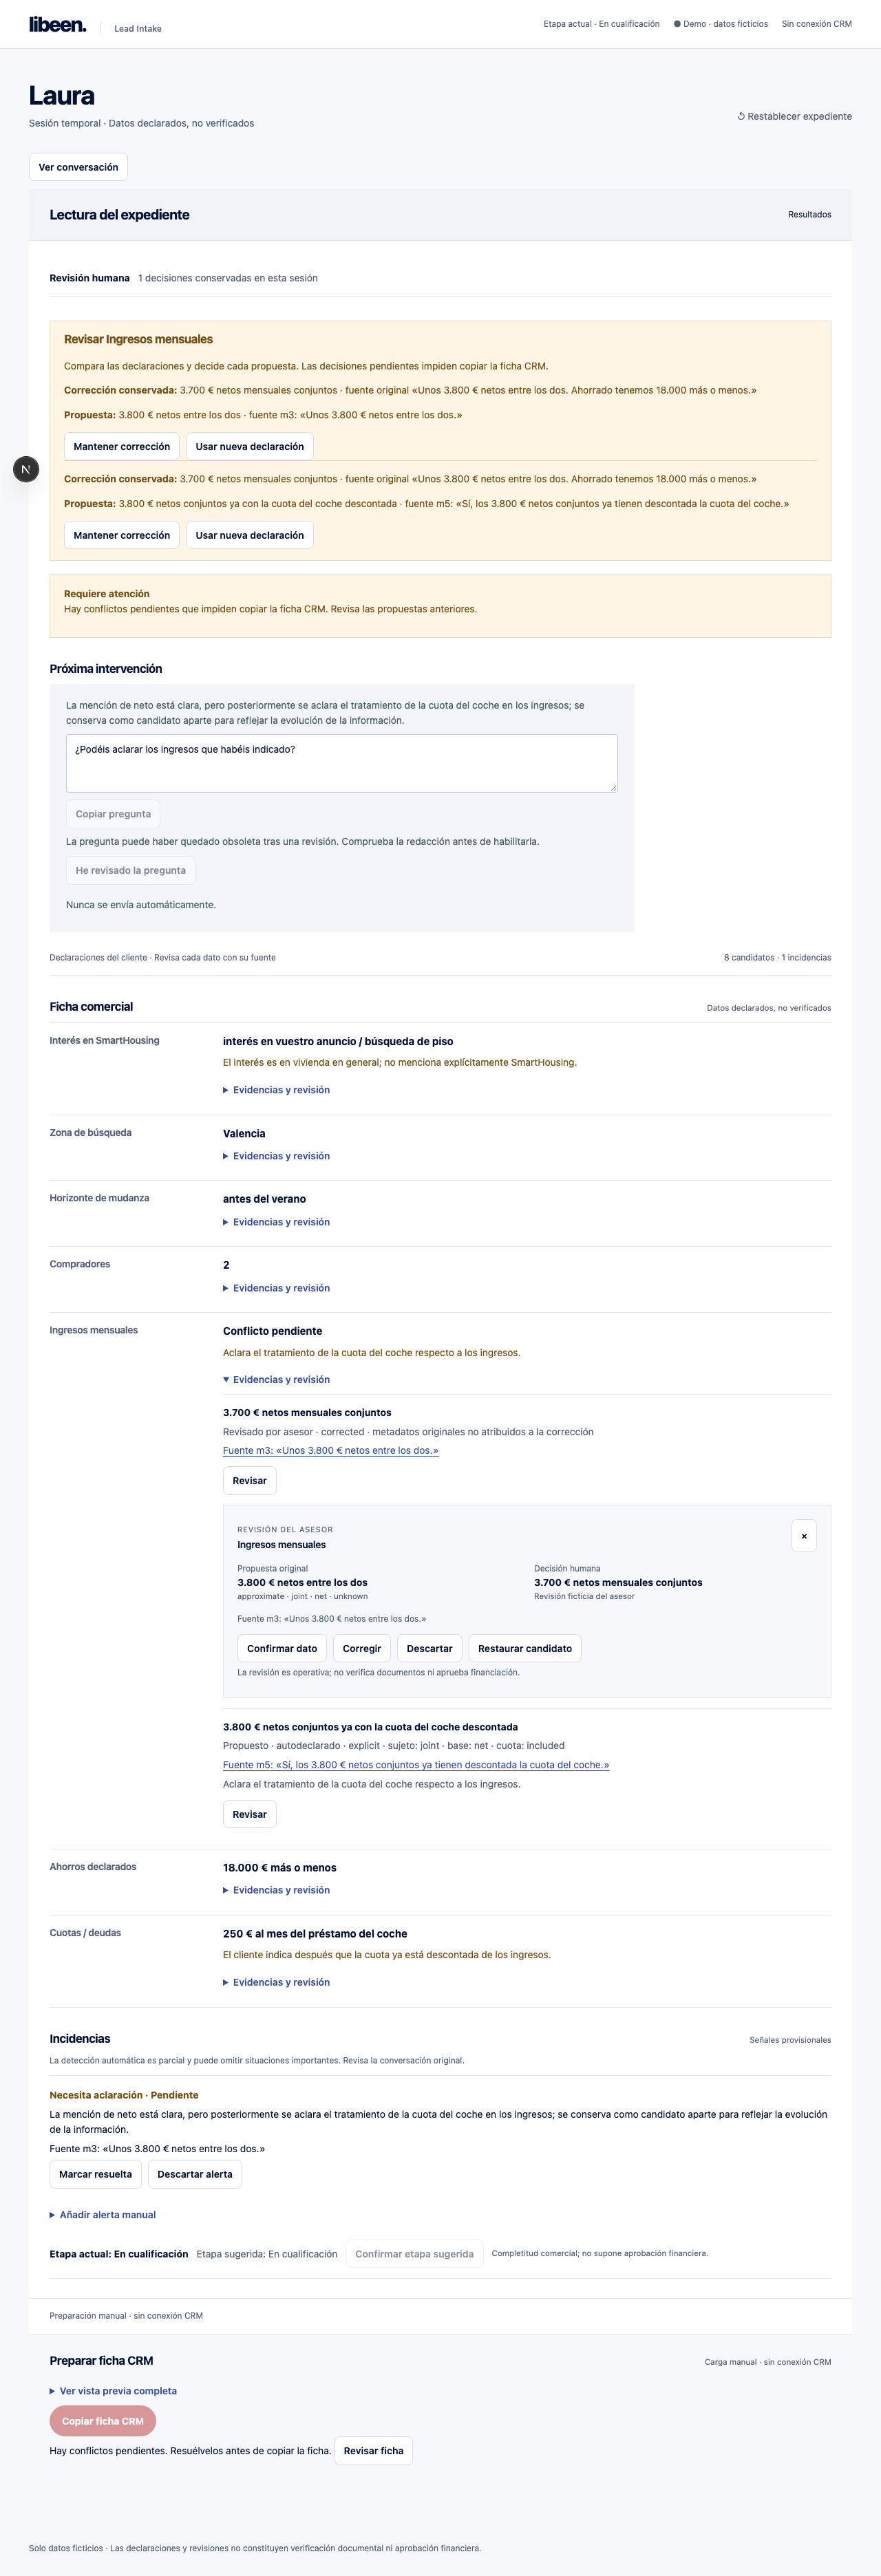 libeen.
Lead Intake
Etapa actual · En cualificación
● Demo · datos ficticios
Sin conexión CRM
Laura
Sesión temporal · Datos declarados, no verificados
↺ Restablecer expediente
Ver conversación
Lectura del expediente
Resultados
Revisión humana 1 decisiones conservadas en esta sesión
Revisar Ingresos mensuales
Compara las declaraciones y decide cada propuesta. Las decisiones pendientes impiden copiar la ficha CRM.
Corrección conservada: 3.700 € netos mensuales conjuntos · fuente original «Unos 3.800 € netos entre los dos. Ahorrado tenemos 18.000 más o menos.»
Propuesta: 3.800 € netos entre los dos · fuente m3: «Unos 3.800 € netos entre los dos.»
Mantener corrección
Usar nueva declaración
N
Corrección conservada: 3.700 € netos mensuales conjuntos · fuente original «Unos 3.800 € netos entre los dos. Ahorrado tenemos 18.000 más o menos.»
Propuesta: 3.800 € netos conjuntos ya con la cuota del coche descontada · fuente m5: «Sí, los 3.800 € netos conjuntos ya tienen descontada la cuota del coche.»
Mantener corrección
Usar nueva declaración
Requiere atención
Hay conflictos pendientes que impiden copiar la ficha CRM. Revisa las propuestas anteriores.
Próxima intervención
La mención de neto está clara, pero posteriormente se aclara el tratamiento de la cuota del coche en los ingresos; se
conserva como candidato aparte para reflejar la evolución de la información.
¿Podéis aclarar los ingresos que habéis indicado?
Copiar pregunta
La pregunta puede haber quedado obsoleta tras una revisión. Comprueba la redacción antes de habilitarla.
He revisado la pregunta
Nunca se envía automáticamente.
Declaraciones del cliente · Revisa cada dato con su fuente
8 candidatos · 1 incidencias
Ficha comercial
Datos declarados, no verificados
Interés en SmartHousing
interés en vuestro anuncio / búsqueda de piso
El interés es en vivienda en general; no menciona explícitamente SmartHousing.
▶ Evidencias y revisión
Zona de búsqueda
Valencia
▶ Evidencias y revisión
Horizonte de mudanza
antes del verano
▶ Evidencias y revisión
Compradores
2
▶ Evidencias y revisión
Ingresos mensuales
Conflicto pendiente
Aclara el tratamiento de la cuota del coche respecto a los ingresos.
▼ Evidencias y revisión
3.700 € netos mensuales conjuntos
Revisado por asesor · corrected · metadatos originales no atribuidos a la corrección
Fuente m3: «Unos 3.800 € netos entre los dos.»
Revisar
REVISIÓN DEL ASESOR
Ingresos mensuales
×
Propuesta original
3.800 € netos entre los dos
approximate · joint · net · unknown
Decisión humana
3.700 € netos mensuales conjuntos
Revisión ficticia del asesor
Fuente m3: «Unos 3.800 € netos entre los dos.»
Confirmar dato
Corregir
Descartar
Restaurar candidato
La revisión es operativa; no verifica documentos ni aprueba financiación.
3.800 € netos conjuntos ya con la cuota del coche descontada
Propuesto · autodeclarado · explicit · sujeto: joint · base: net · cuota: included
Fuente m5: «Sí, los 3.800 € netos conjuntos ya tienen descontada la cuota del coche.»
Aclara el tratamiento de la cuota del coche respecto a los ingresos.
Revisar
Ahorros declarados
18.000 € más o menos
▶ Evidencias y revisión
Cuotas / deudas
250 € al mes del préstamo del coche
El cliente indica después que la cuota ya está descontada de los ingresos.
▶ Evidencias y revisión
Incidencias
Señales provisionales
La detección automática es parcial y puede omitir situaciones importantes. Revisa la conversación original.
Necesita aclaración · Pendiente
La mención de neto está clara, pero posteriormente se aclara el tratamiento de la cuota del coche en los ingresos; se conserva como candidato aparte para reflejar la evolución
de la información.
Fuente m3: «Unos 3.800 € netos entre los dos.»
Marcar resuelta
Descartar alerta
▶ Añadir alerta manual
Etapa actual: En cualificación
Etapa sugerida: En cualificación
Confirmar etapa sugerida
Completitud comercial; no supone aprobación financiera.
Preparación manual · sin conexión CRM
Preparar ficha CRM
Carga manual · sin conexión CRM
▶ Ver vista previa completa
Copiar ficha CRM
Hay conflictos pendientes. Resuélvelos antes de copiar la ficha.
Revisar ficha
Solo datos ficticios · Las declaraciones y revisiones no constituyen verificación documental ni aprobación financiera.